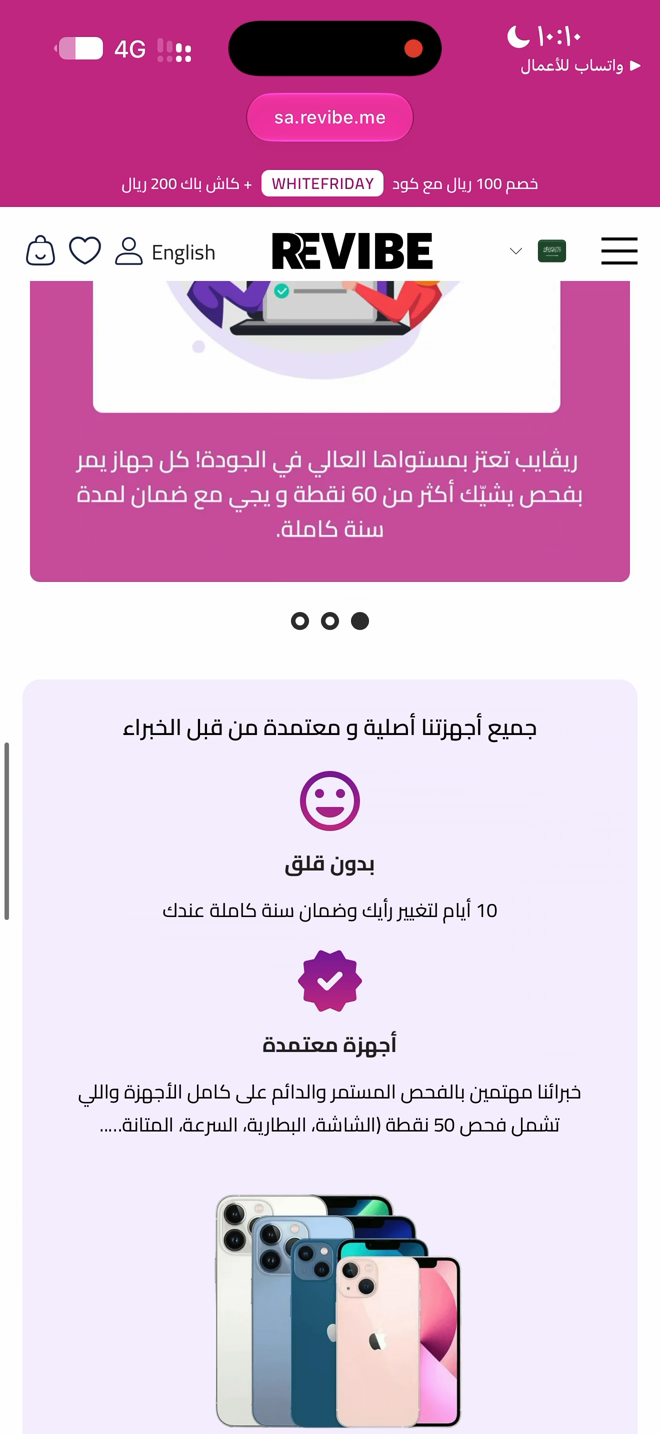 ١٠:١٠
4G
واتساب للأعمال ◀
sa.revibe.me
خصم 100 ريال مع كود WHITEFRIDAY + كاش باك 200 ريال
REVIBE
English
ريڤايب تعتز بمستواها العالي في الجودة! كل جهاز يمر
بفحص يشيّك أكثر من 60 نقطة و يجي مع ضمان لمدة
سنة كاملة.
جميع أجهزتنا أصلية و معتمدة من قبل الخبراء
بدون قلق
10 أيام لتغيير رأيك وضمان سنة كاملة عندك
أجهزة معتمدة
خبرائنا مهتمين بالفحص المستمر والدائم على كامل الأجهزة واللي
تشمل فحص 50 نقطة (الشاشة، البطارية، السرعة، المتانة.....